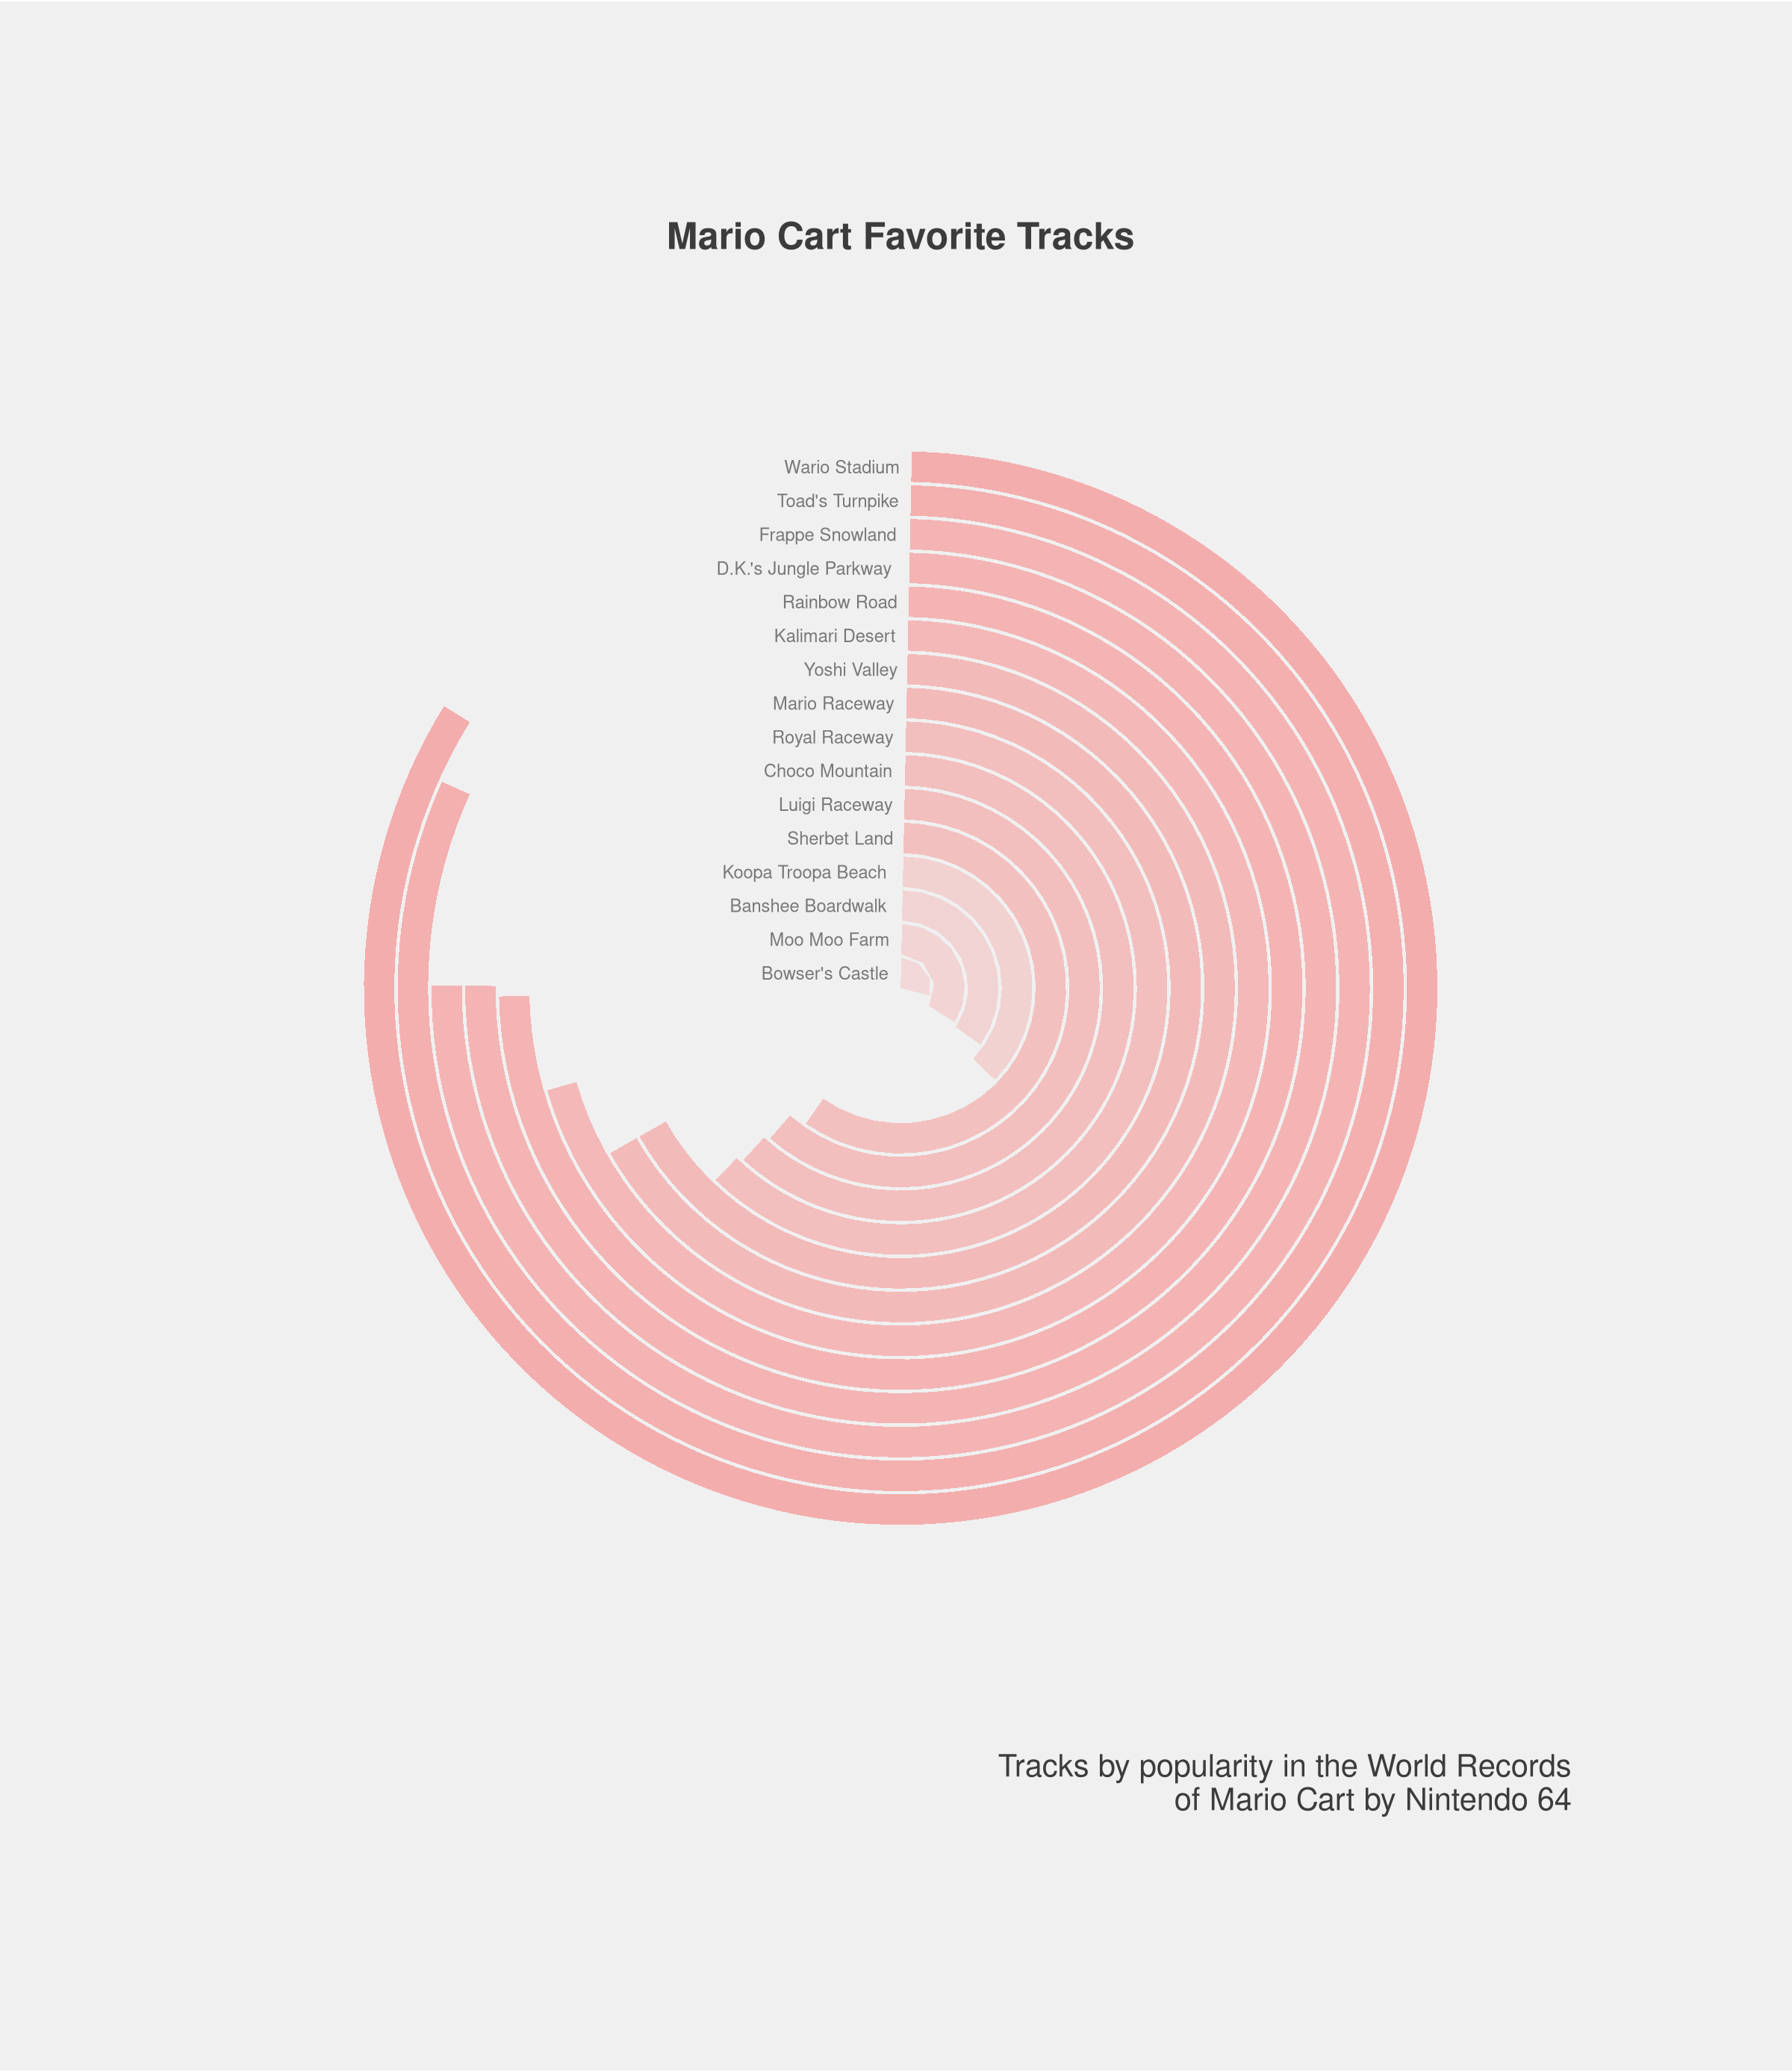 Mario Cart Favorite Tracks
Wario Stadium
Toad's Turnpike
Frappe Snowland
D.K.'s Jungle Parkway
Rainbow Road
Kalimari Desert
Yoshi Valley
Mario Raceway
Royal Raceway
Choco Mountain
Luigi Raceway
Sherbet Land
Koopa Troopa Beach
Banshee Boardwalk
Moo Moo Farm
Bowser's Castle
Tracks by popularity in the World Records
of Mario Cart by Nintendo 64